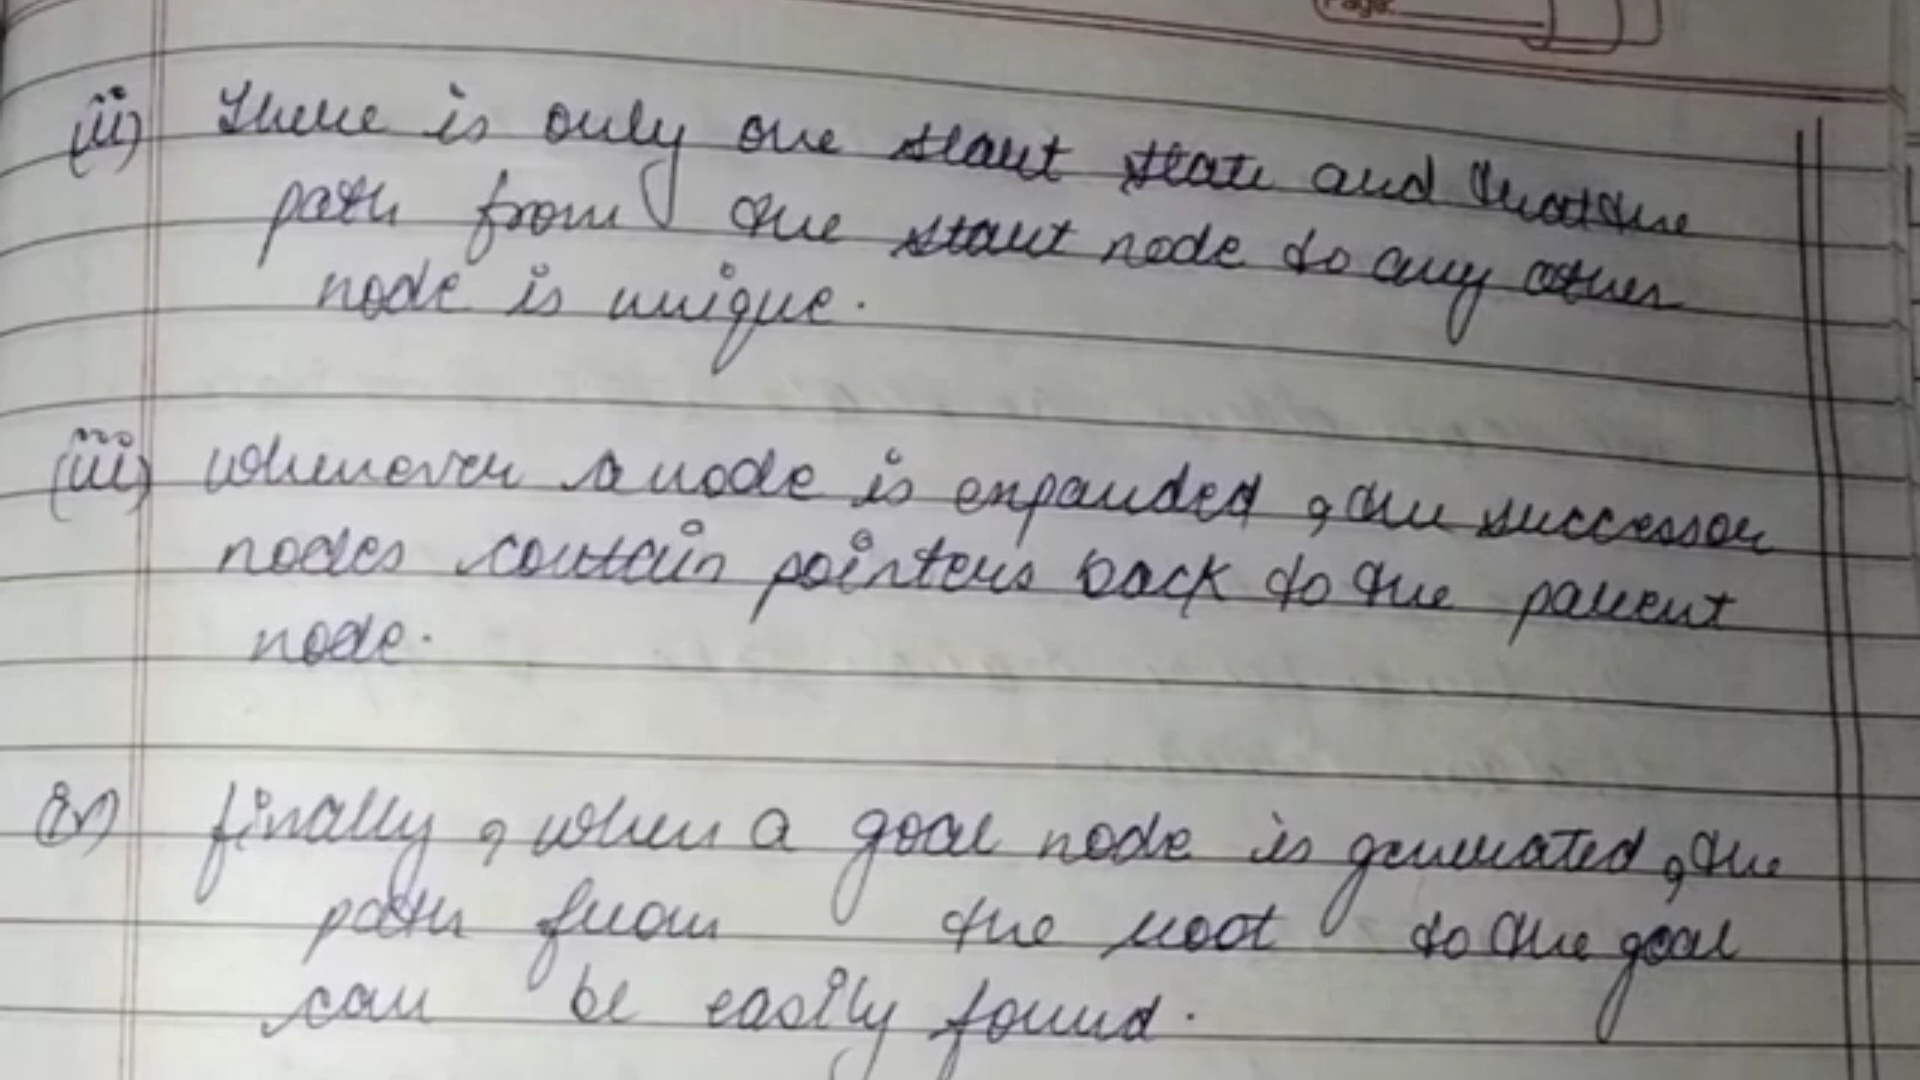 Page:
(ii) There is only one start state and that the
path from the start node to any other
node is unique.
(iii) whenever a node is expanded, the successor
nodes contain pointers back to the parent
node.
(iv) finally, when a goal node is generated, the
path from the root to the goal
can be easily found.